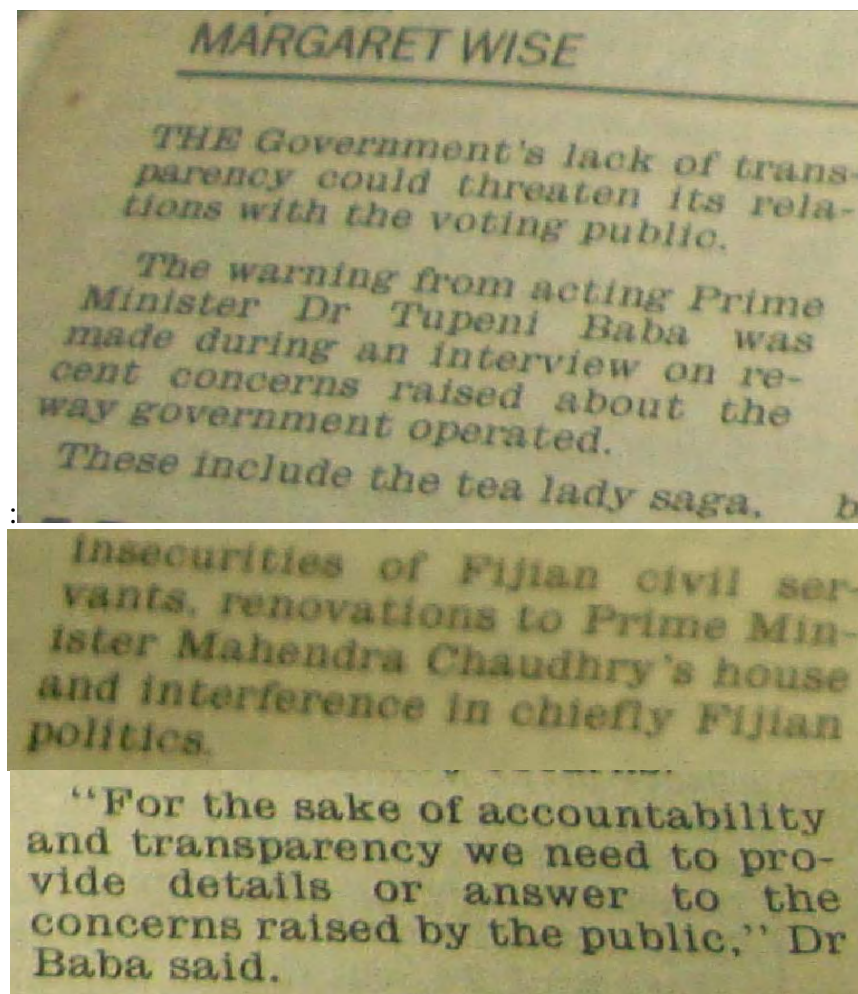 MARGARET WISE
THE Government's lack of trans-
parency could threaten its rela-
tions with the voting public.
The warning from acting Prime
Minister Dr Tupeni Baba was
made during an interview on re-
cent concerns raised about the
way government operated.
These include the tea lady saga, b
:
insecurities of Fijian civil ser-
vants, renovations to Prime Min-
ister Mahendra Chaudhry's house
and interference in chiefly Fijian
politics.
"For the sake of accountability
and transparency we need to pro-
vide details or answer to the
concerns raised by the public," Dr
Baba said.